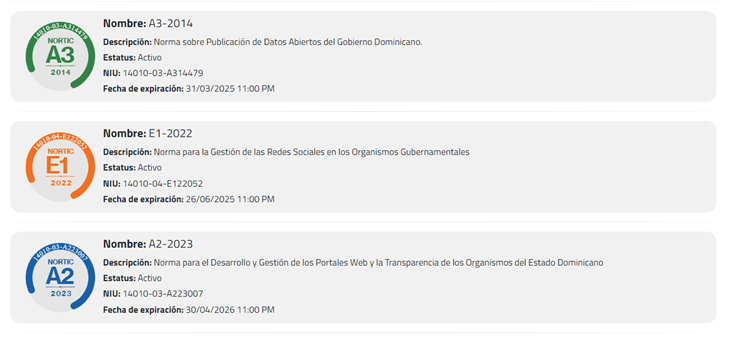 14010-03-A314479
NORTIC
A3
2014
Nombre: A3-2014
Descripción: Norma sobre Publicación de Datos Abiertos del Gobierno Dominicano.
Estatus: Activo
NIU: 14010-03-A314479
Fecha de expiración: 31/03/2025 11:00 PM
14010-04-E122052
NORTIC
E1
2022
Nombre: E1-2022
Descripción: Norma para la Gestión de las Redes Sociales en los Organismos Gubernamentales
Estatus: Activo
NIU: 14010-04-E122052
Fecha de expiración: 26/06/2025 11:00 PM
14010-03-A223007
NORTIC
A2
2023
Nombre: A2-2023
Descripción: Norma para el Desarrollo y Gestión de los Portales Web y la Transparencia de los Organismos del Estado Dominicano
Estatus: Activo
NIU: 14010-03-A223007
Fecha de expiración: 30/04/2026 11:00 PM